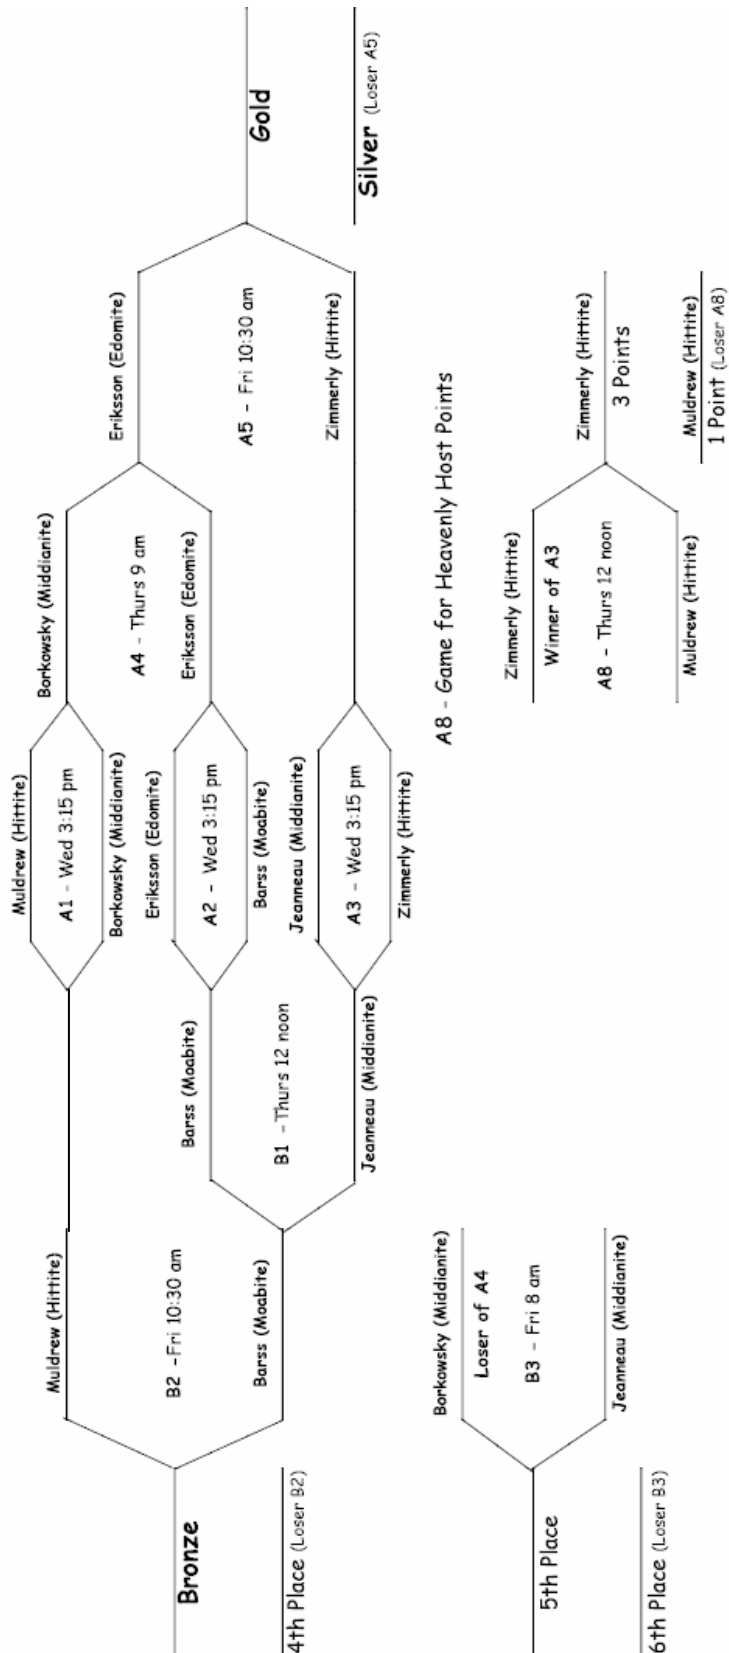 Muldrew (Hittite)
A1 - Wed 3:15 pm
Borkowsky (Middianite)
Eriksson (Edomite)
A2 - Wed 3:15 pm
Barss (Moabite)
Jeanneau (Middianite)
A3 - Wed 3:15 pm
Zimmerly (Hittite)
Borkowsky (Middianite)
A4 - Thurs 9 am
Eriksson (Edomite)
Eriksson (Edomite)
A5 - Fri 10:30 am
Zimmerly (Hittite)
Gold
Silver (Loser A5)
Barss (Moabite)
B1 - Thurs 12 noon
Jeanneau (Middianite)
Muldrew (Hittite)
B2 - Fri 10:30 am
Barss (Moabite)
Bronze
4th Place (Loser B2)
A8 - Game for Heavenly Host Points
Zimmerly (Hittite)
Winner of A3
A8 - Thurs 12 noon
Muldrew (Hittite)
Zimmerly (Hittite)
3 Points
Muldrew (Hittite)
1 Point (Loser A8)
Borkowsky (Middianite)
Loser of A4
B3 - Fri 8 am
Jeanneau (Middianite)
5th Place
6th Place (Loser B3)